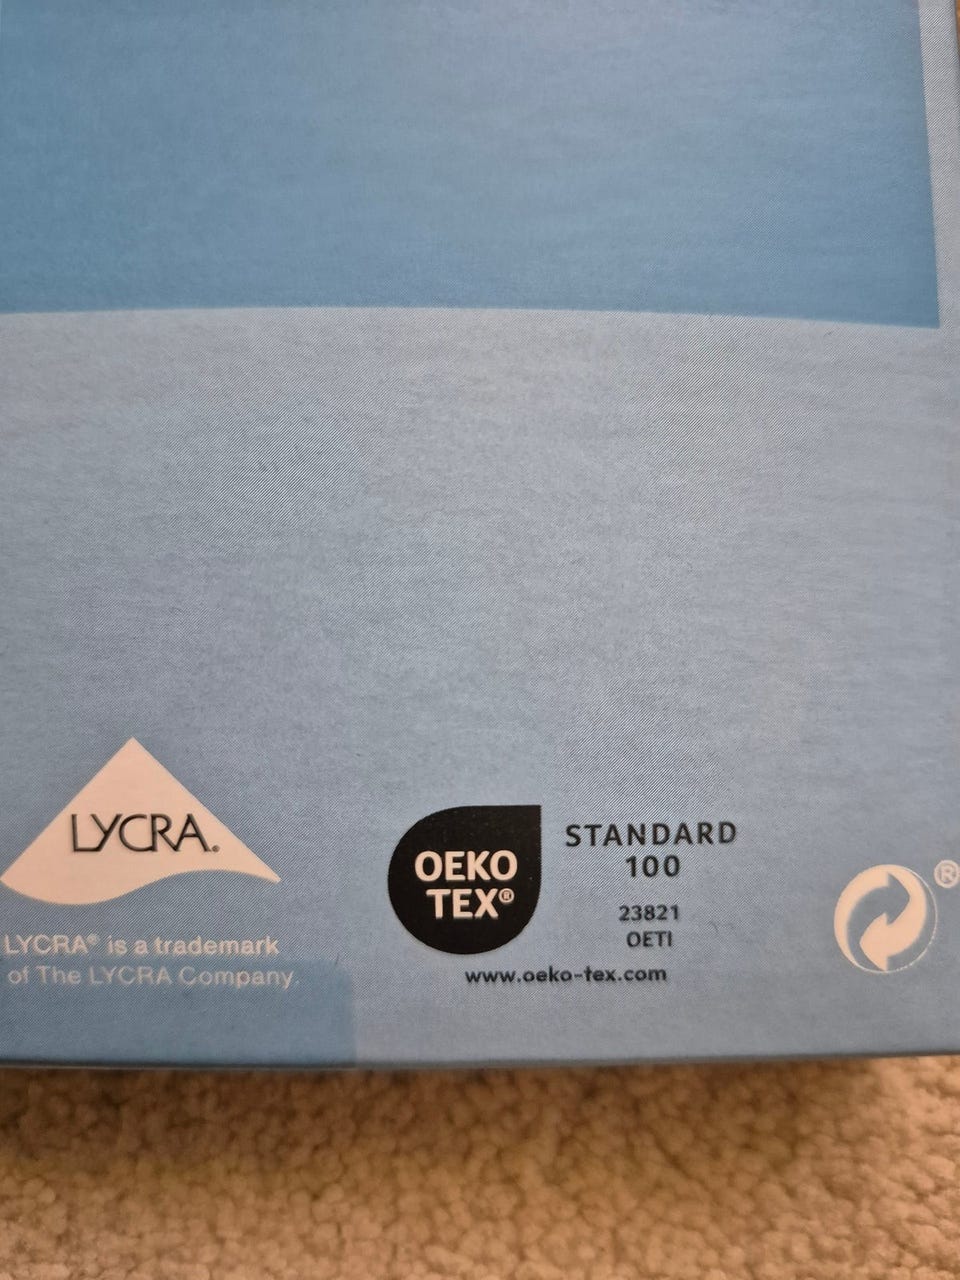 LYCRA®
LYCRA® is a trademark
of The LYCRA Company.
OEKO
TEX®
STANDARD
100
23821
OETI
www.oeko-tex.com
®